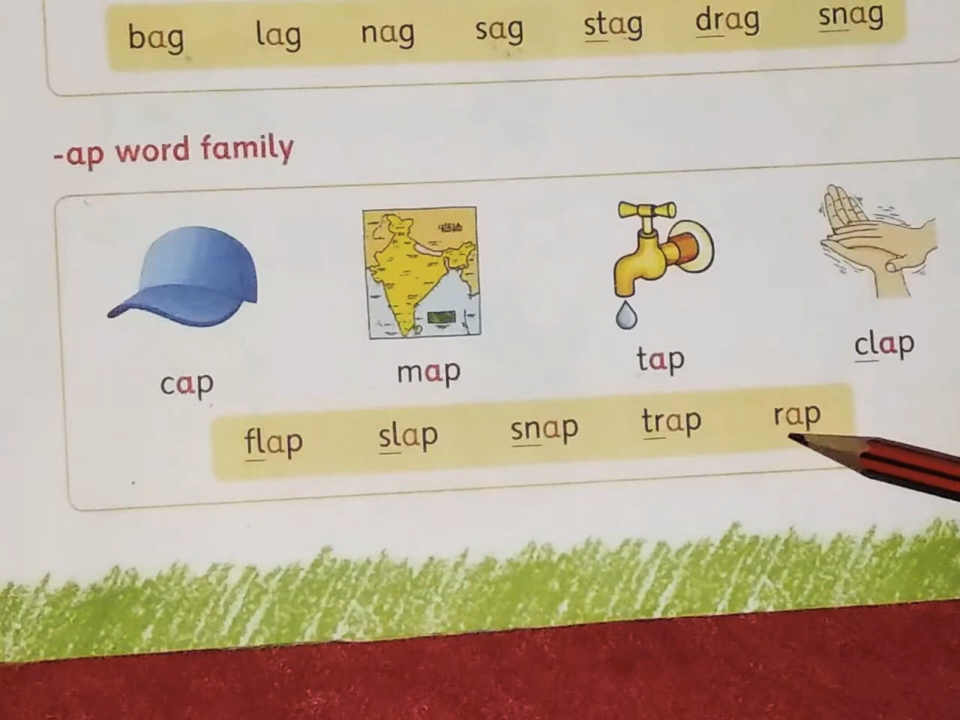 bag lag nag sag stag drag snag
-ap word family
cap map tap clap
flap slap snap trap rap